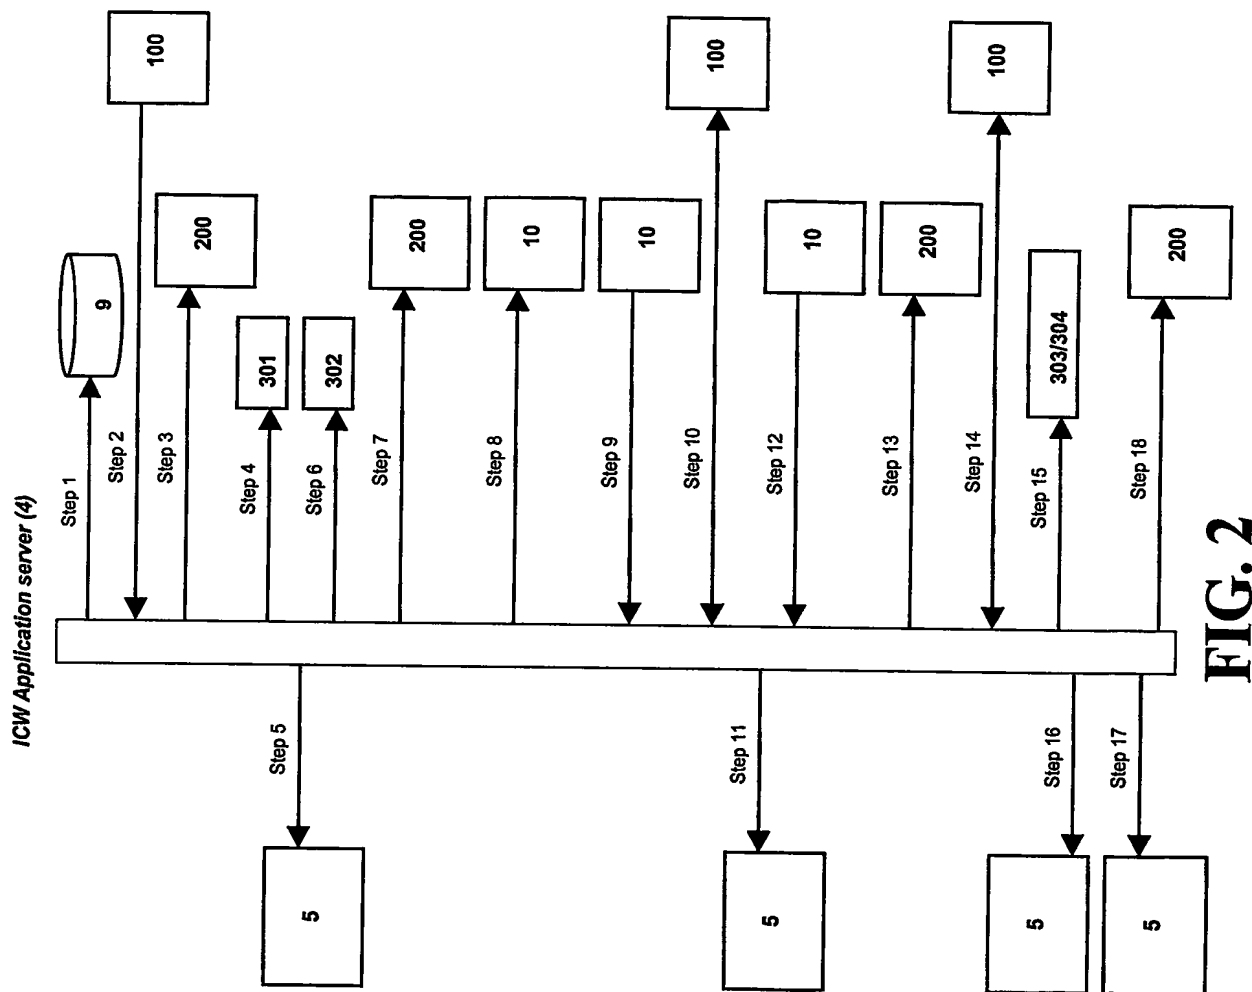 ICW Application server (4)
Step 1
9
Step 2
100
Step 3
200
Step 4
301
Step 5
5
Step 6
302
Step 7
200
Step 8
10
Step 9
10
Step 10
100
Step 11
5
Step 12
10
Step 13
200
Step 14
100
Step 15
303/304
Step 16
5
Step 17
5
Step 18
200
FIG. 2